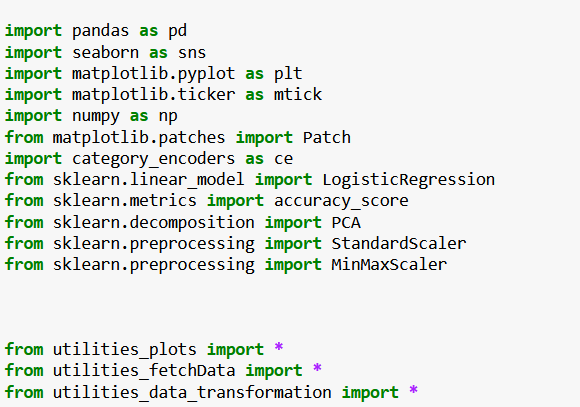 import pandas as pd
import seaborn as sns
import matplotlib.pyplot as plt
import matplotlib.ticker as mtick
import numpy as np
from matplotlib.patches import Patch
import category_encoders as ce
from sklearn.linear_model import LogisticRegression
from sklearn.metrics import accuracy_score
from sklearn.decomposition import PCA
from sklearn.preprocessing import StandardScaler
from sklearn.preprocessing import MinMaxScaler
from utilities_plots import *
from utilities_fetchData import *
from utilities_data_transformation import *